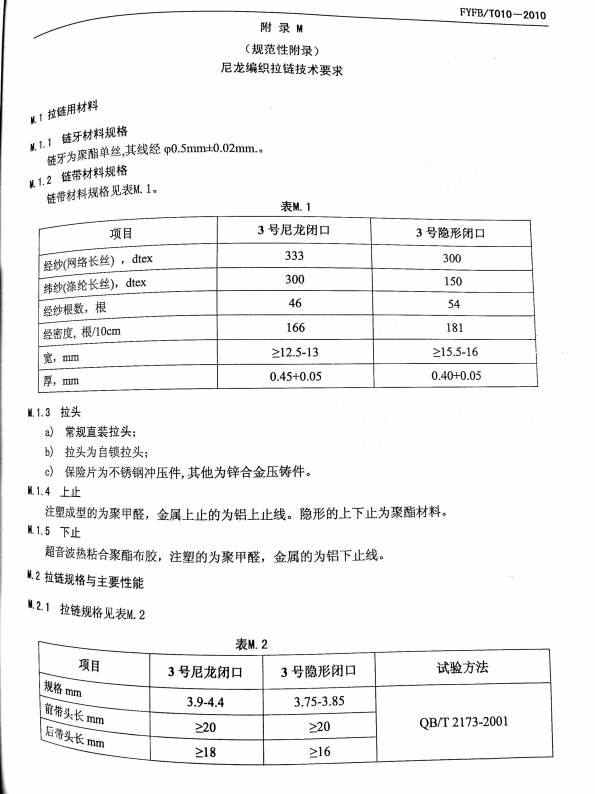 FYFB/T010—2010
附 录 M
（规范性附录）
尼龙编织拉链技术要求
M.1 拉链用材料
M.1.1 链牙材料规格
链牙为聚酯单丝,其线经 φ0.5mm±0.02mm.。
M.1.2 链带材料规格
链带材料规格见表M.1。
表M.1
项目 3号尼龙闭口 3号隐形闭口
经纱(网络长丝)，dtex 333 300
纬纱(涤纶长丝)，dtex 300 150
经纱根数，根 46 54
经密度, 根/10cm 166 181
宽，mm ≥12.5-13 ≥15.5-16
厚，mm 0.45+0.05 0.40+0.05
M.1.3 拉头
a) 常规直装拉头；
b) 拉头为自锁拉头；
c) 保险片为不锈钢冲压件,其他为锌合金压铸件。
M.1.4 上止
注塑成型的为聚甲醛，金属上止的为铝上止线。隐形的上下止为聚酯材料。
M.1.5 下止
超音波热粘合聚酯布胶，注塑的为聚甲醛，金属的为铝下止线。
M.2 拉链规格与主要性能
M.2.1 拉链规格见表M.2
表M.2
项目 3号尼龙闭口 3号隐形闭口 试验方法
规格 mm 3.9-4.4 3.75-3.85
前带头长 mm ≥20 ≥20 QB/T 2173-2001
后带头长 mm ≥18 ≥16